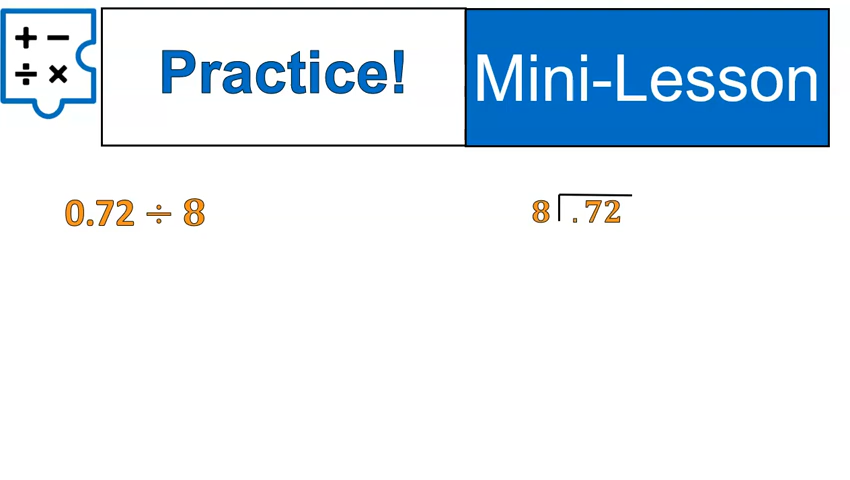 + −
÷ ×
Practice!
Mini-Lesson
0.72 ÷ 8
8 .72